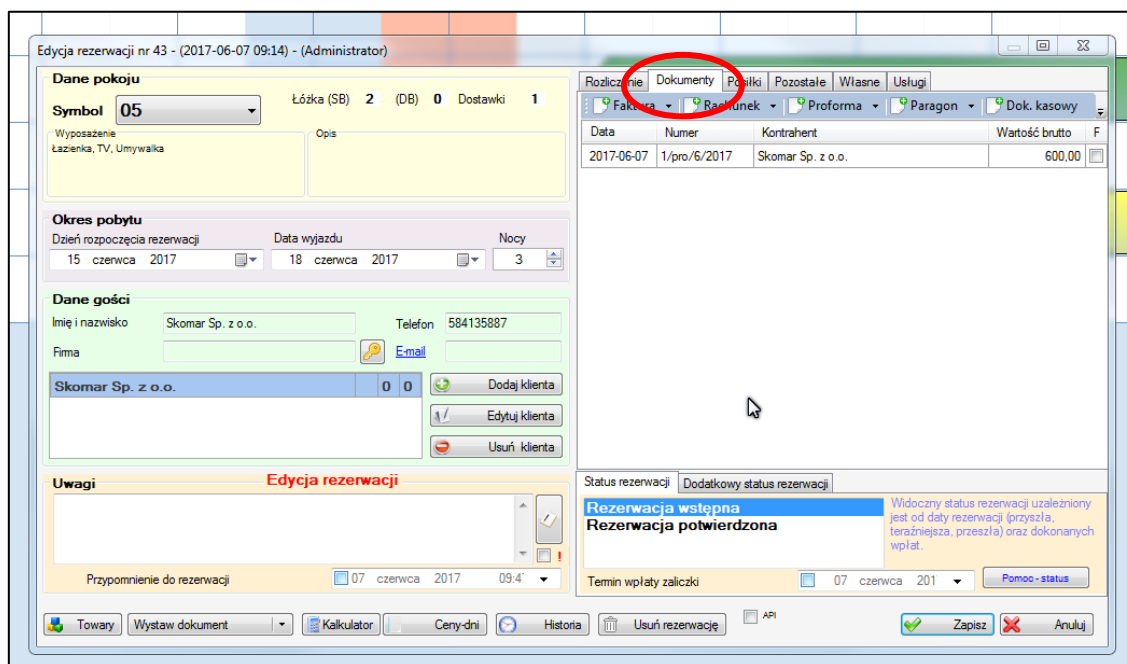 Edycja rezerwacji nr 43 - (2017-06-07 09:14) - (Administrator)
Dane pokoju
Symbol 05
Łóżka (SB) 2 (DB) 0 Dostawki 1
Wyposażenie
Łazienka, TV, Umywalka
Opis
Okres pobytu
Dzień rozpoczęcia rezerwacji Data wyjazdu Nocy
15 czerwca 2017 18 czerwca 2017 3
Dane gości
Imię i nazwisko Skomar Sp. z o.o. Telefon 584135887
Firma E-mail
Skomar Sp. z o.o. 0 0
Dodaj klienta
Edytuj klienta
Usuń klienta
Uwagi Edycja rezerwacji
!
Przypomnienie do rezerwacji 07 czerwca 2017 09:4
Rozliczenie Dokumenty Posiłki Pozostałe Własne Usługi
Faktura Rachunek Proforma Paragon Dok. kasowy
Data Numer Kontrahent Wartość brutto F
2017-06-07 1/pro/6/2017 Skomar Sp. z o.o. 600,00
Status rezerwacji Dodatkowy status rezerwacji
Rezerwacja wstępna
Rezerwacja potwierdzona
Widoczny status rezerwacji uzależniony
jest od daty rezerwacji (przyszła,
teraźniejsza, przeszła) oraz dokonanych
wpłat.
Termin wpłaty zaliczki 07 czerwca 201
Pomoc - status
Towary Wystaw dokument Kalkulator Ceny-dni Historia Usuń rezerwację API Zapisz Anuluj